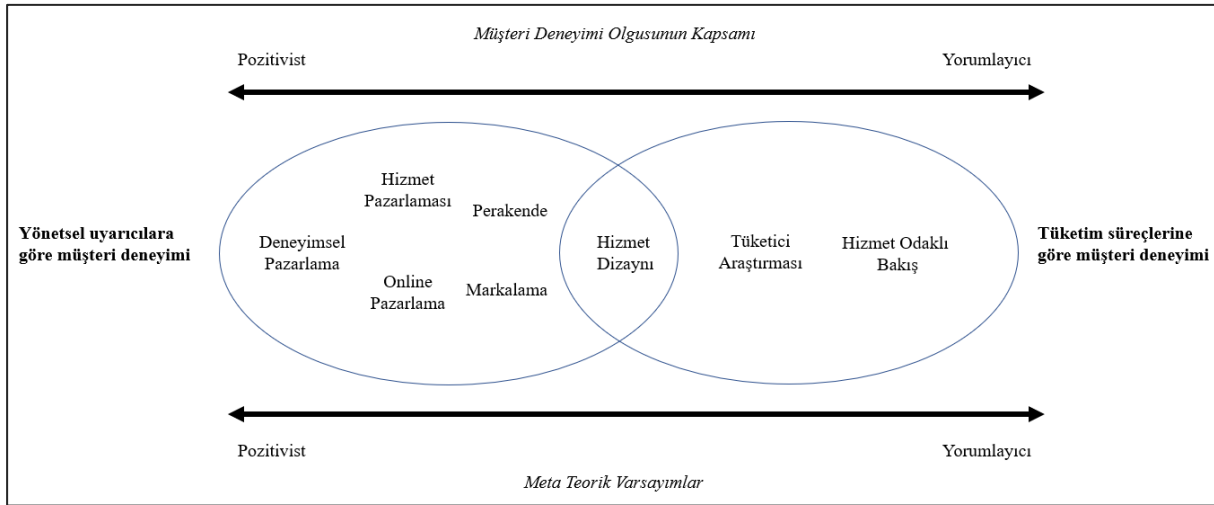 Müşteri Deneyimi Olgusunun Kapsamı
Pozitivist
Yorumlayıcı
Yönetsel uyarıcılara
göre müşteri deneyimi
Deneyimsel
Pazarlama
Hizmet
Pazarlaması
Perakende
Online
Pazarlama
Markalama
Hizmet
Dizaynı
Tüketici
Araştırması
Hizmet Odaklı
Bakış
Tüketim süreçlerine
göre müşteri deneyimi
Pozitivist
Yorumlayıcı
Meta Teorik Varsayımlar